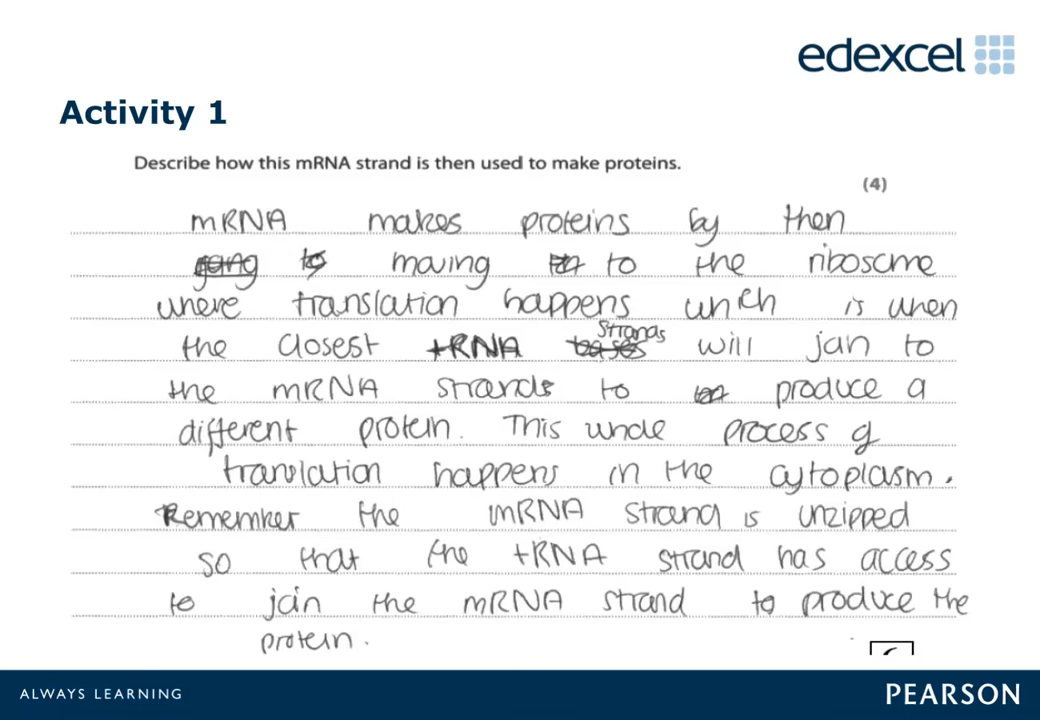 edexcel
Activity 1
Describe how this mRNA strand is then used to make proteins.
(4)
mRNA makes proteins by then
moving to the ribosome
where translation happens which is when
the closest tRNA strands will join to
the mRNA strands to produce a
different protein. This whole process of
translation happens in the cytoplasm.
Remember the mRNA strand is unzipped
so that the tRNA strand has access
to join the mRNA strand to produce the
protein.
ALWAYS LEARNING
PEARSON